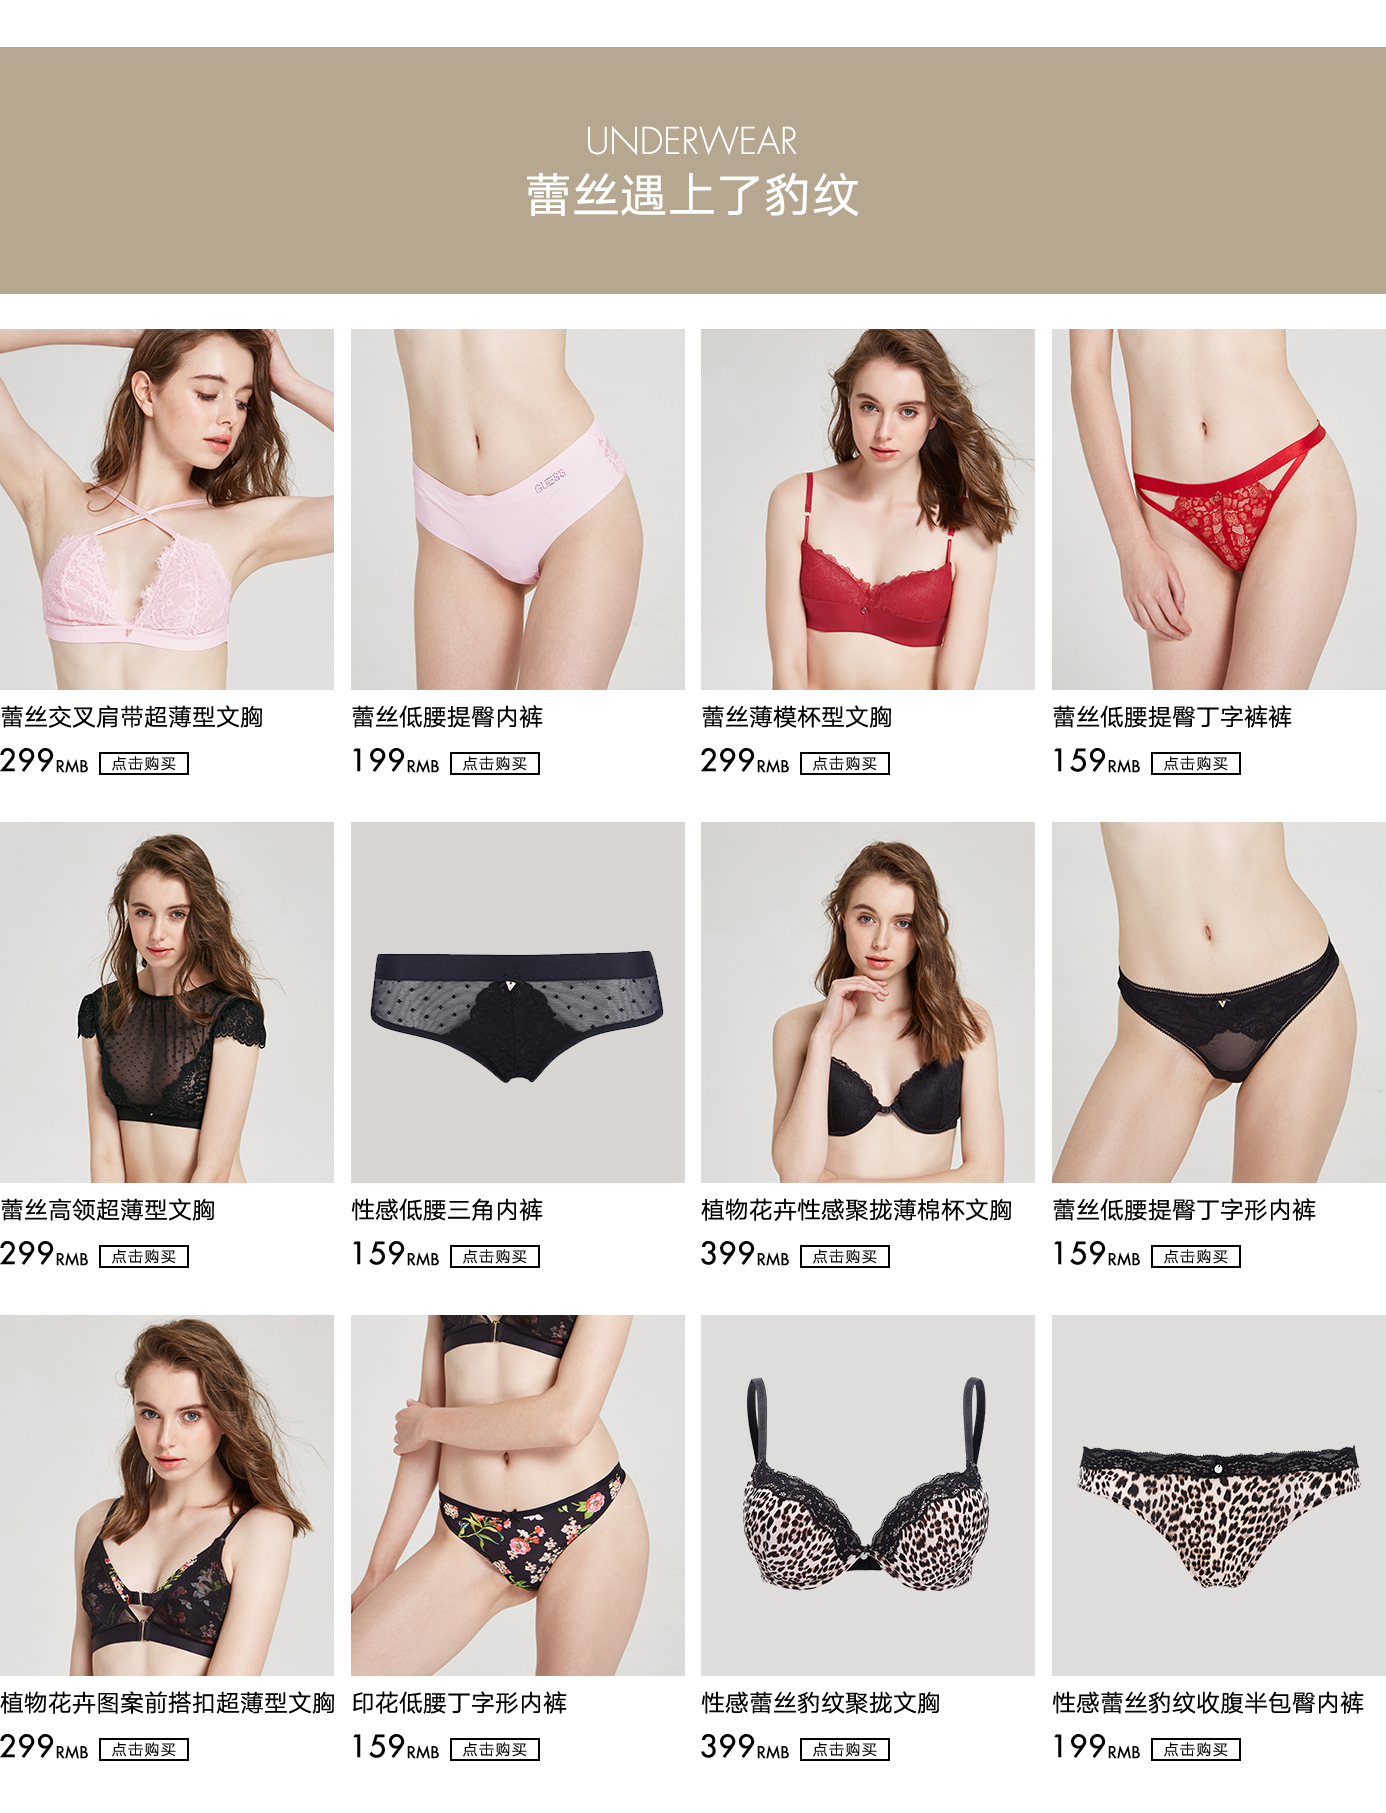 UNDERWEAR
蕾丝遇上了豹纹
GUESS
蕾丝交叉肩带超薄型文胸
299RMB 点击购买
蕾丝低腰提臀内裤
199RMB 点击购买
蕾丝薄模杯型文胸
299RMB 点击购买
蕾丝低腰提臀丁字裤裤
159RMB 点击购买
蕾丝高领超薄型文胸
299RMB 点击购买
性感低腰三角内裤
159RMB 点击购买
植物花卉性感聚拢薄棉杯文胸
399RMB 点击购买
蕾丝低腰提臀丁字形内裤
159RMB 点击购买
植物花卉图案前搭扣超薄型文胸
299RMB 点击购买
印花低腰丁字形内裤
159RMB 点击购买
性感蕾丝豹纹聚拢文胸
399RMB 点击购买
性感蕾丝豹纹收腹半包臀内裤
199RMB 点击购买